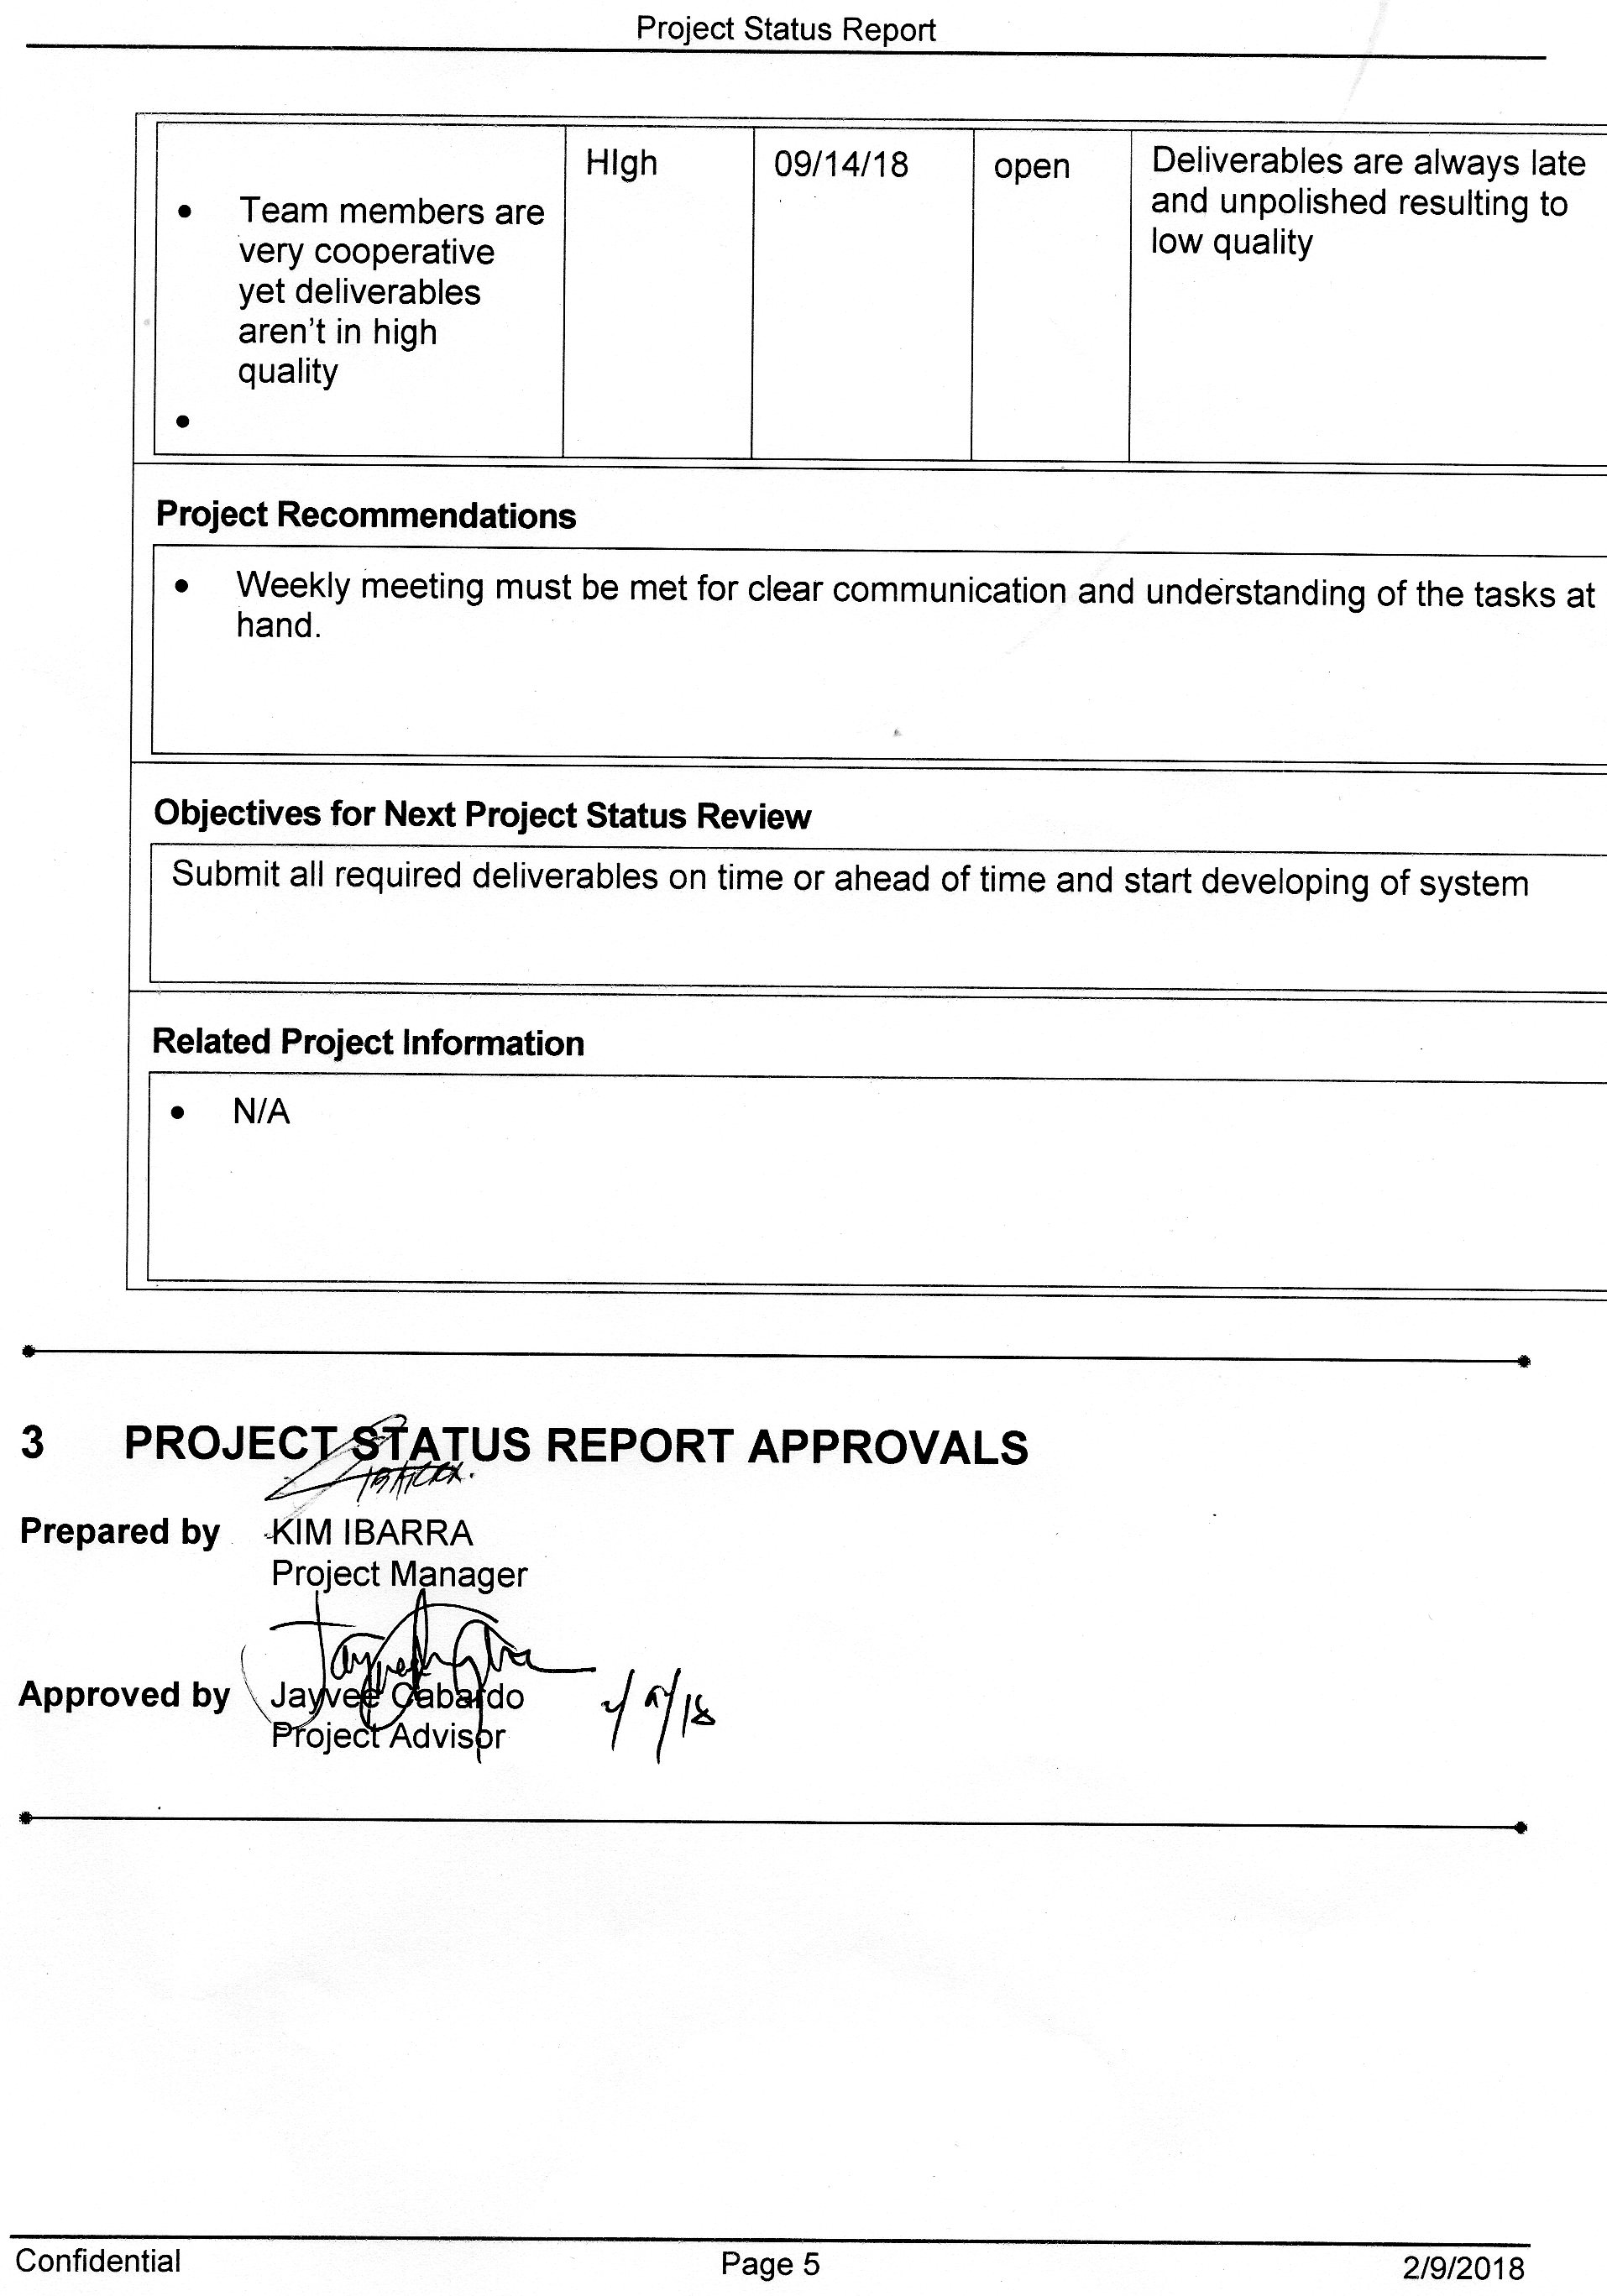 Project Status Report
HIgh
09/14/18
open
Deliverables are always late
and unpolished resulting to
low quality
• Team members are
very cooperative
yet deliverables
aren't in high
quality
•
Project Recommendations
• Weekly meeting must be met for clear communication and understanding of the tasks at
hand.
Objectives for Next Project Status Review
Submit all required deliverables on time or ahead of time and start developing of system
Related Project Information
• N/A
3 PROJECT STATUS REPORT APPROVALS
Prepared by KIM IBARRA
Project Manager
Approved by Jayvee Cabardo
Project Advisor
Confidential Page 5 2/9/2018